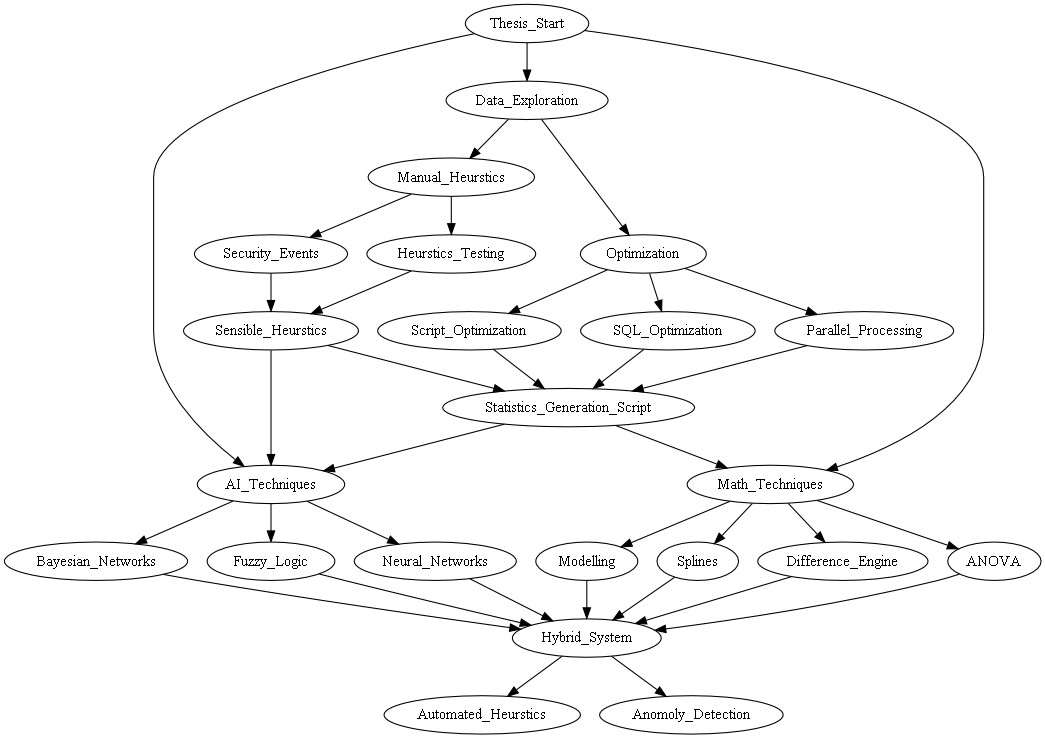 Thesis_Start
Data_Exploration
Manual_Heurstics
Security_Events
Heurstics_Testing
Optimization
Sensible_Heurstics
Script_Optimization
SQL_Optimization
Parallel_Processing
Statistics_Generation_Script
AI_Techniques
Math_Techniques
Bayesian_Networks
Fuzzy_Logic
Neural_Networks
Modelling
Splines
Difference_Engine
ANOVA
Hybrid_System
Automated_Heurstics
Anomoly_Detection